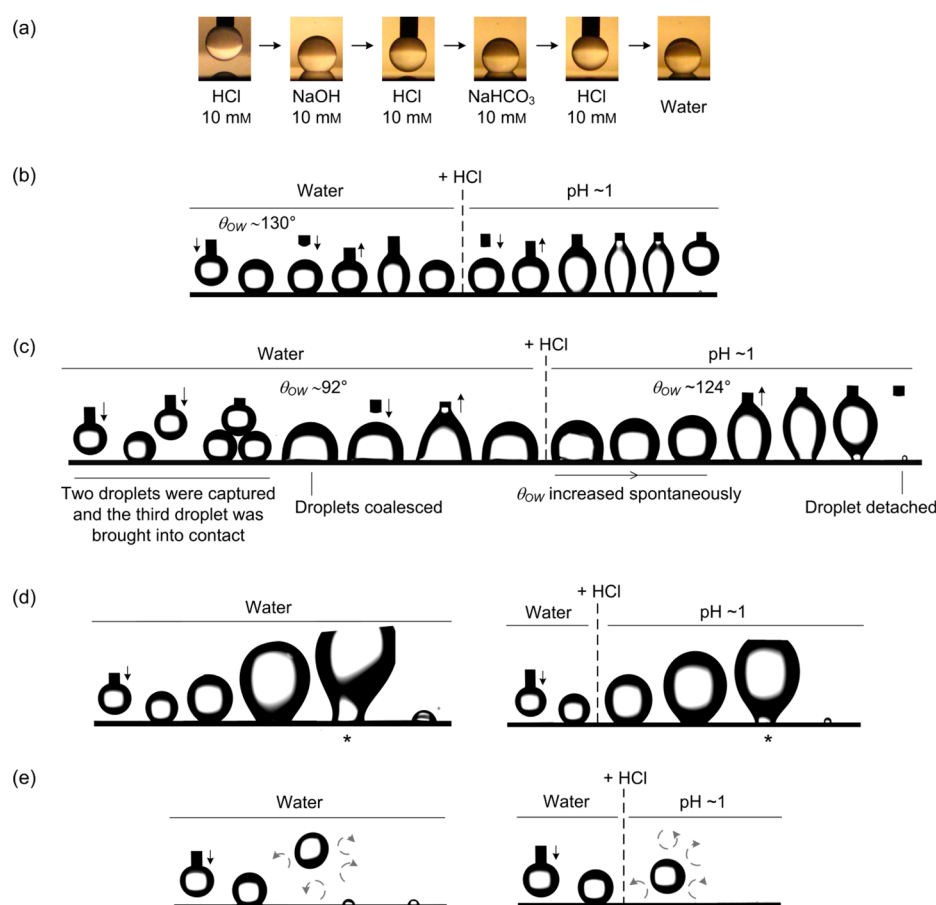 (a)
HCl NaOH HCl NaHCO₃ HCl Water
10 mM 10 mM 10 mM 10 mM 10 mM
(b)
+ HCl
Water pH ~1
θOW ~130°
(c)
+ HCl
Water pH ~1
θOW ~92° θOW ~124°
Two droplets were captured
and the third droplet was
brought into contact
Droplets coalesced
θOW increased spontaneously
Droplet detached
(d)
+ HCl
Water Water pH ~1
* *
(e)
+ HCl
Water Water pH ~1